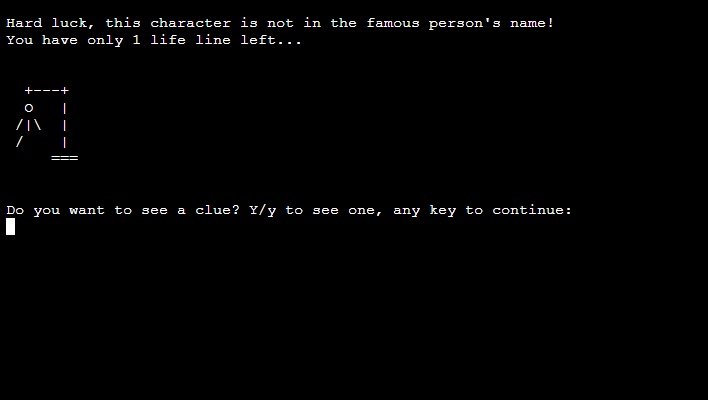 Hard luck, this character is not in the famous person's name!
You have only 1 life line left...
  +---+
  o   |
 /|\  |
 /    |
     ===
Do you want to see a clue? Y/y to see one, any key to continue: